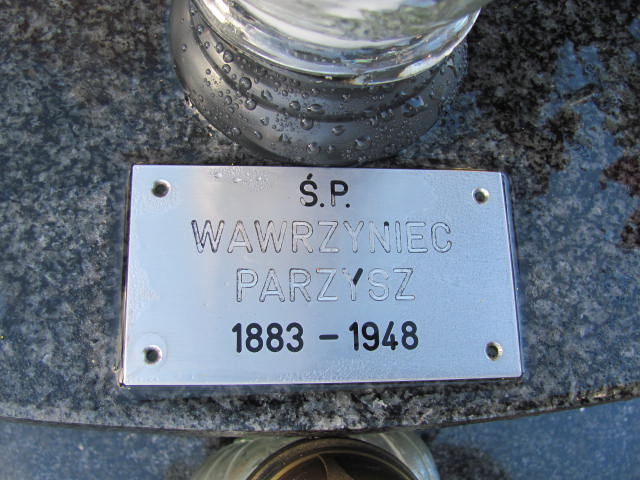 Ś.P.
WAWRZYNIEC
PARZYSZ
1883 – 1948